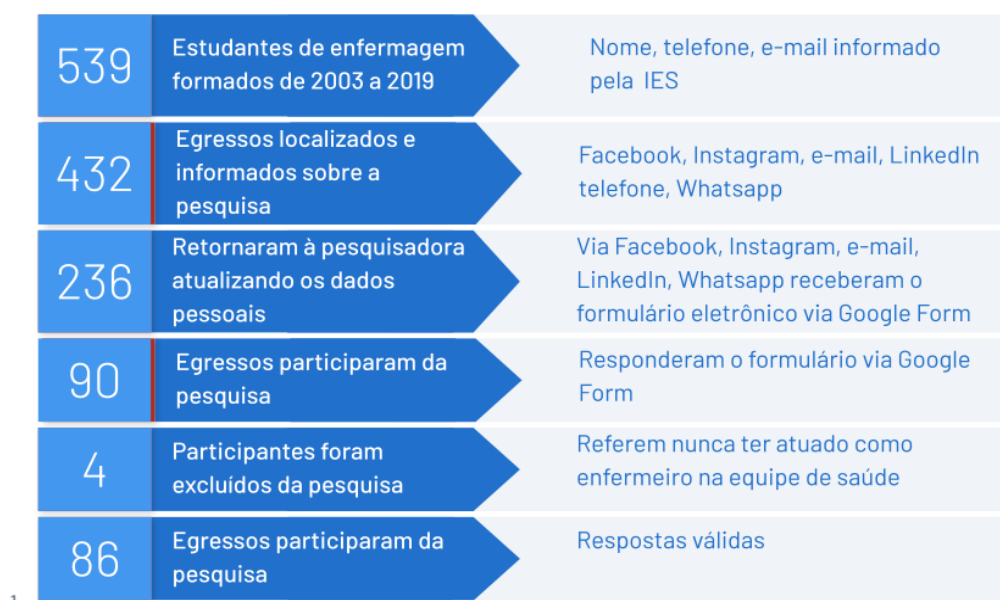 539
Estudantes de enfermagem
formados de 2003 a 2019
Nome, telefone, e-mail informado
pela IES
432
Egressos localizados e
informados sobre a
pesquisa
Facebook, Instagram, e-mail, LinkedIn
telefone, Whatsapp
236
Retornaram à pesquisadora
atualizando os dados
pessoais
Via Facebook, Instagram, e-mail,
LinkedIn, Whatsapp receberam o
formulário eletrônico via Google Form
90
Egressos participaram da
pesquisa
Responderam o formulário via Google
Form
4
Participantes foram
excluídos da pesquisa
Referem nunca ter atuado como
enfermeiro na equipe de saúde
86
Egressos participaram da
pesquisa
Respostas válidas